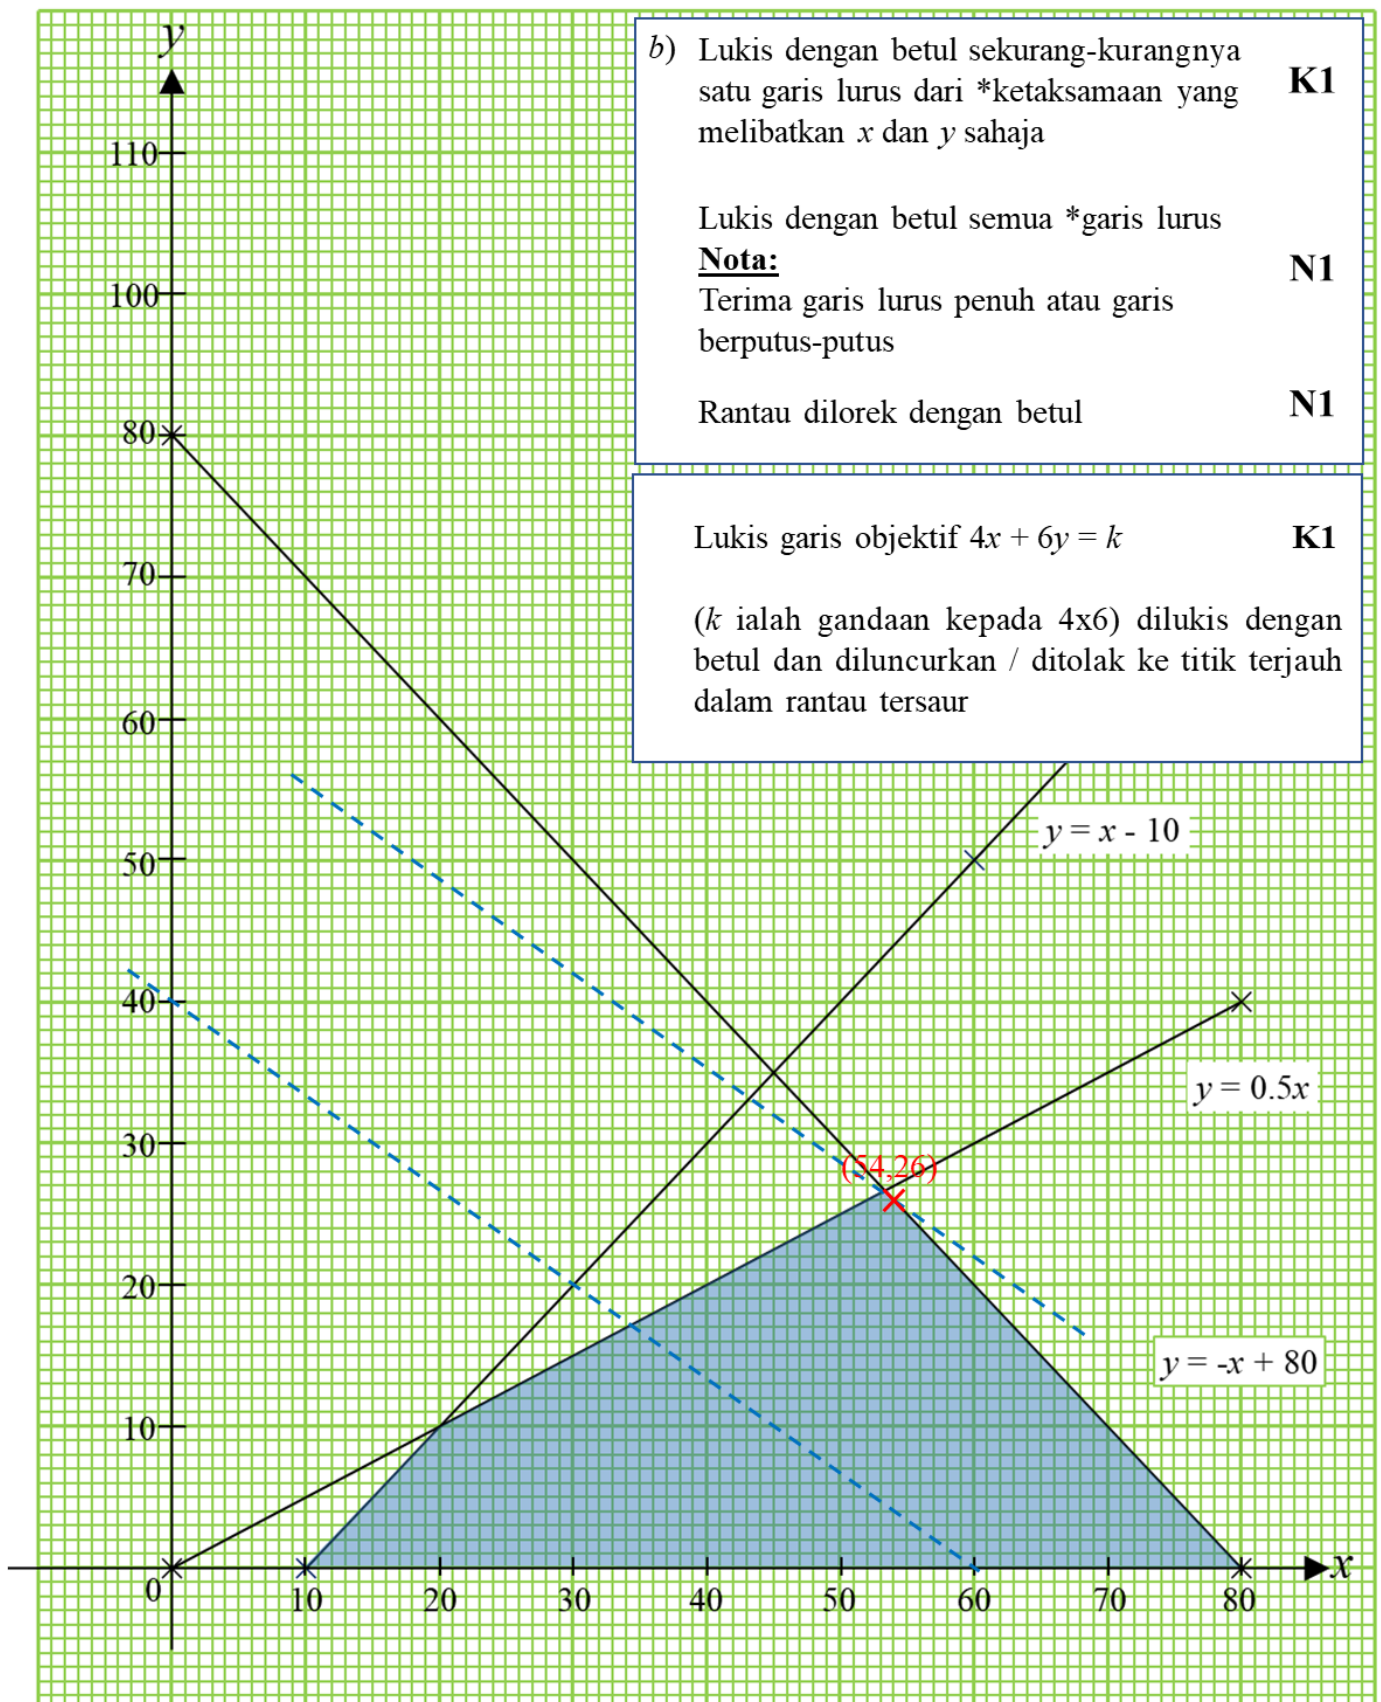 y
b) Lukis dengan betul sekurang-kurangnya
satu garis lurus dari *ketaksamaan yang K1
melibatkan x dan y sahaja
Lukis dengan betul semua *garis lurus
Nota: N1
Terima garis lurus penuh atau garis
berputus-putus
Rantau dilorek dengan betul N1
Lukis garis objektif 4x + 6y = k K1
(k ialah gandaan kepada 4x6) dilukis dengan
betul dan diluncurkan / ditolak ke titik terjauh
dalam rantau tersaur
110
100
80
70
60
50
40
30
20
10
y = x - 10
y = 0.5x
(54,26)
y = -x + 80
x
0 10 20 30 40 50 60 70 80